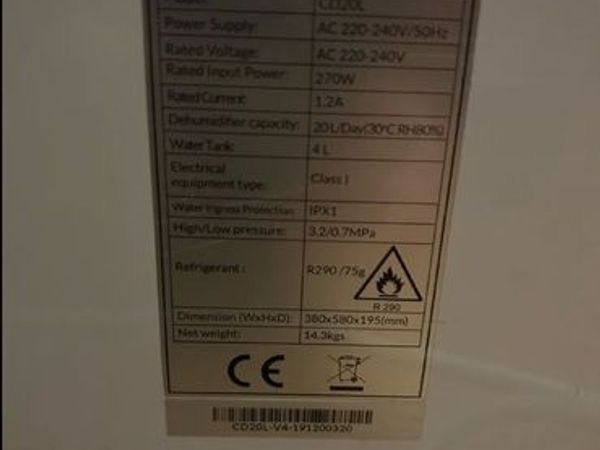 CD20L
Power Supply: AC 220-240V/50Hz
Rated Voltage: AC 220-240V
Rated Input Power: 270W
Rated Current: 1.2A
Dehumidifier capacity: 20 L/Day(30°C,RH80%)
Water Tank: 4 L
Electrical
equipment type: Class I
Water Ingress Protection: IPX1
High/Low pressure: 3.2/0.7MPa
Refrigerant : R290 /75g
R 290
Dimension (WxHxD): 380x580x195(mm)
Net weight: 14.3kgs
CE
CD20L-V4-191200320